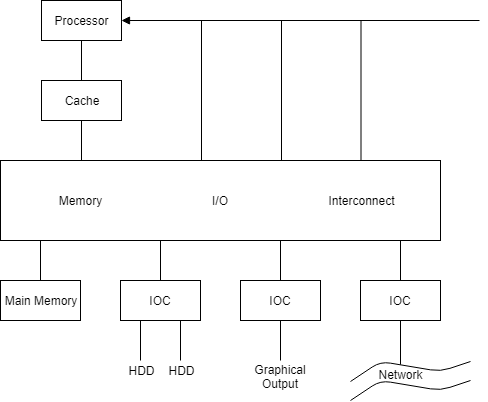 Processor
Cache
Memory I/O Interconnect
Main Memory IOC IOC IOC
HDD HDD Graphical
Output
Network